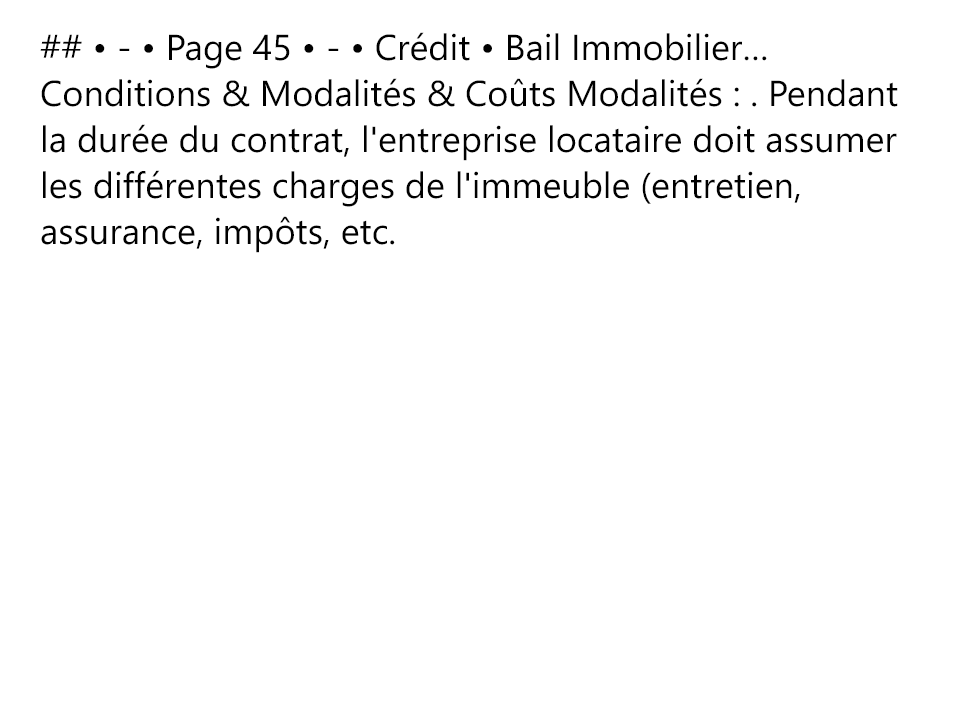 ## • - • Page 45 • - • Crédit • Bail Immobilier...
Conditions & Modalités & Coûts Modalités : . Pendant
la durée du contrat, l'entreprise locataire doit assumer
les différentes charges de l'immeuble (entretien,
assurance, impôts, etc.